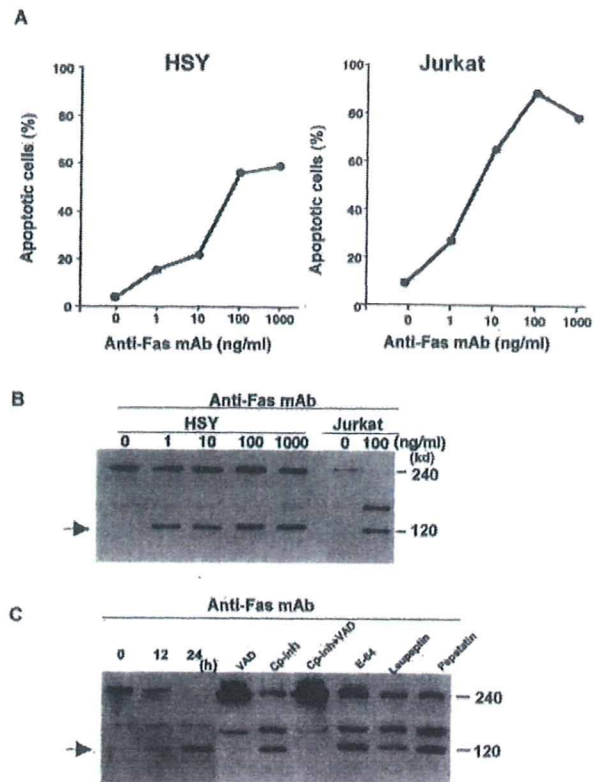 A
HSY
Jurkat
100
80
60
40
20
0
Apoptotic cells (%)
0 1 10 100 1000
Anti-Fas mAb (ng/ml)
100
80
60
40
20
0
Apoptotic cells (%)
0 1 10 100 1000
Anti-Fas mAb (ng/ml)
B
Anti-Fas mAb
HSY Jurkat
0 1 10 100 1000 0 100 (ng/ml)
(kd)
240
120
C
Anti-Fas mAb
0 12 24 (h) VAD Cp-inh Cp-inh+VAD E-64 Leupeptin Pepstatin
240
120